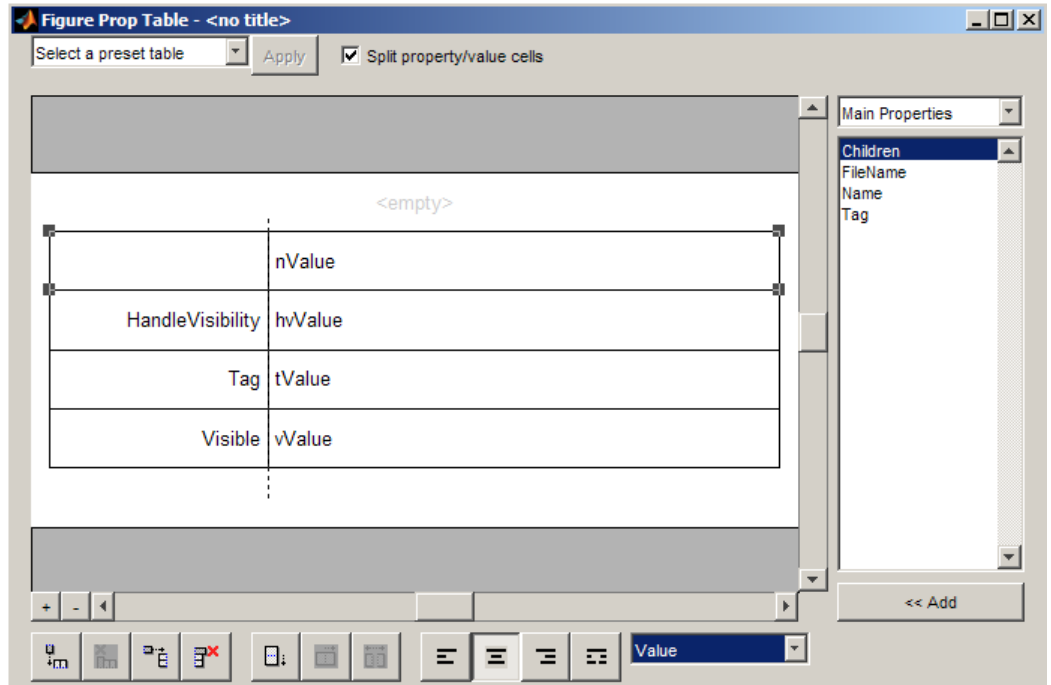 Figure Prop Table - <no title>
Select a preset table
Apply
Split property/value cells
Main Properties
Children
FileName
Name
Tag
<empty>
nValue
HandleVisibility hvValue
Tag tValue
Visible vValue
<< Add
+ -
Value